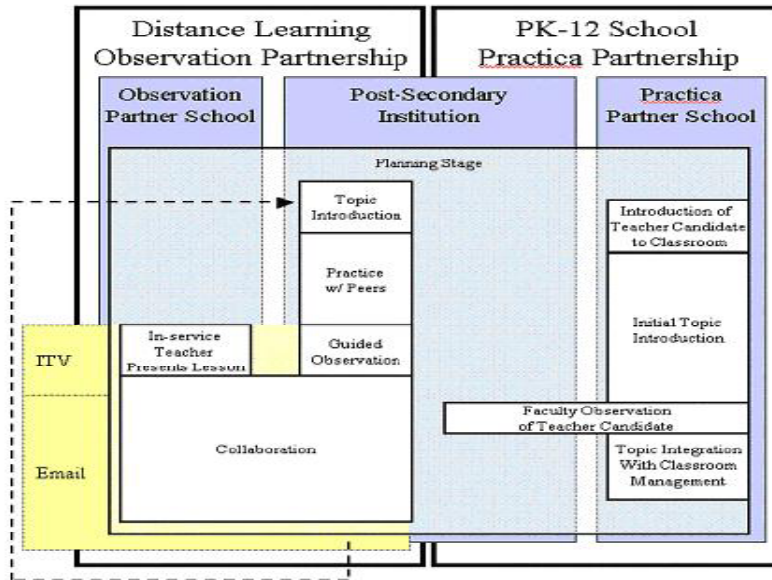 Distance Learning
Observation Partnership
PK-12 School
Practica Partnership
Observation
Partner School
Post-Secondary
Institution
Practica
Partner School
Planning Stage
Topic
Introduction
Introduction of
Teacher Candidate
to Classroom
Practice
w/ Peers
Initial Topic
Introduction
ITV
In-service
Teacher
Presents Lesson
Guided
Observation
Faculty Observation
of Teacher Candidate
Collaboration
Topic Integration
With Classroom
Management
Email